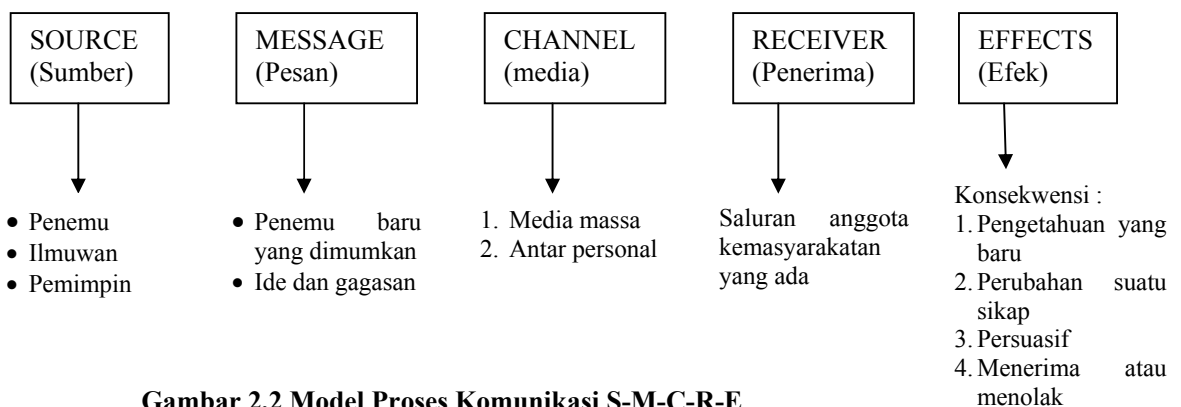 SOURCE
(Sumber)
MESSAGE
(Pesan)
CHANNEL
(media)
RECEIVER
(Penerima)
EFFECTS
(Efek)
• Penemu
• Ilmuwan
• Pemimpin
• Penemu baru
yang dimumkan
• Ide dan gagasan
1. Media massa
2. Antar personal
Saluran anggota
kemasyarakatan
yang ada
Konsekwensi :
1. Pengetahuan yang
baru
2. Perubahan suatu
sikap
3. Persuasif
4. Menerima atau
menolak
Gambar 2.2 Model Proses Komunikasi S-M-C-R-E